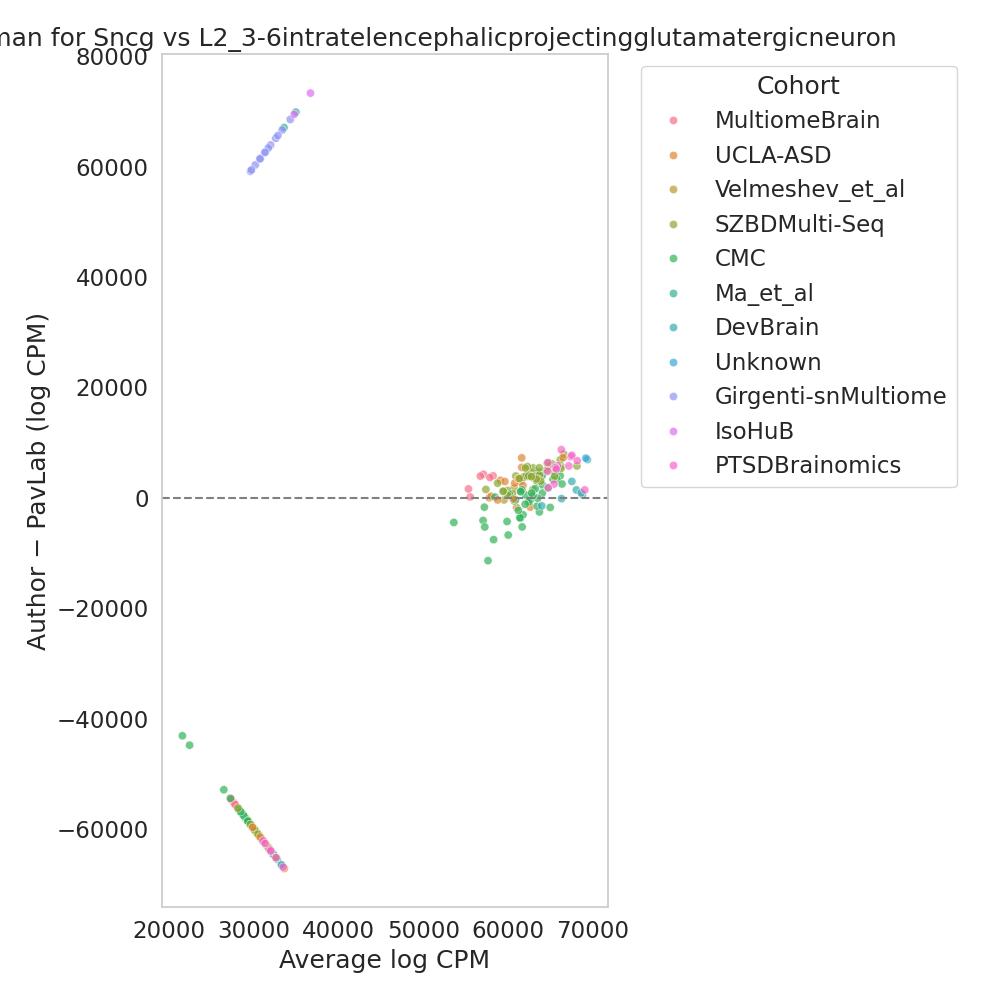 for Sncg vs L2_3-6intratelencephalicprojectingglutamatergicneuron
80000
60000
40000
20000
0
−20000
−40000
−60000
20000 30000 40000 50000 60000 70000
Average log CPM
Author − PavLab (log CPM)
Cohort
MultiomeBrain
UCLA-ASD
Velmeshev_et_al
SZBDMulti-Seq
CMC
Ma_et_al
DevBrain
Unknown
Girgenti-snMultiome
IsoHuB
PTSDBrainomics